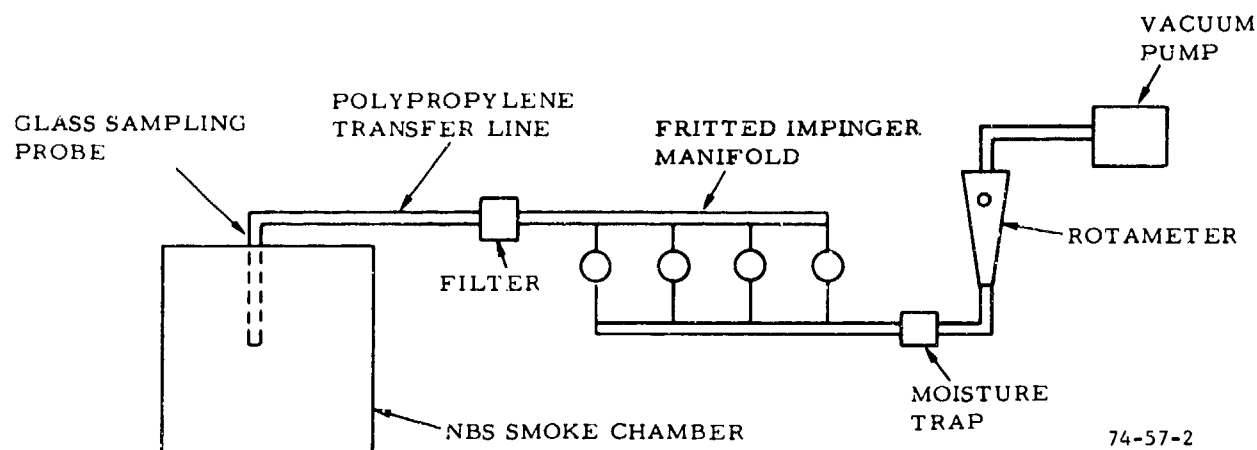 VACUUM
PUMP
POLYPROPYLENE
TRANSFER LINE
GLASS SAMPLING
PROBE
FRITTED IMPINGER
MANIFOLD
ROTAMETER
FILTER
MOISTURE
TRAP
NBS SMOKE CHAMBER
74-57-2